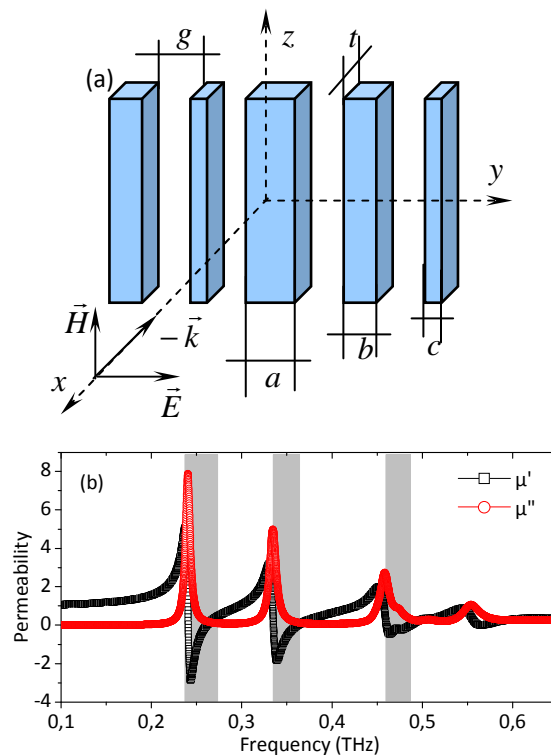 (a)
g
z
t
y
H⃗
−k⃗
x
E⃗
a
b
c
(b)
μ'
μ"
Permeability
8
6
4
2
0
-2
-4
0,1 0,2 0,3 0,4 0,5 0,6
Frequency (THz)